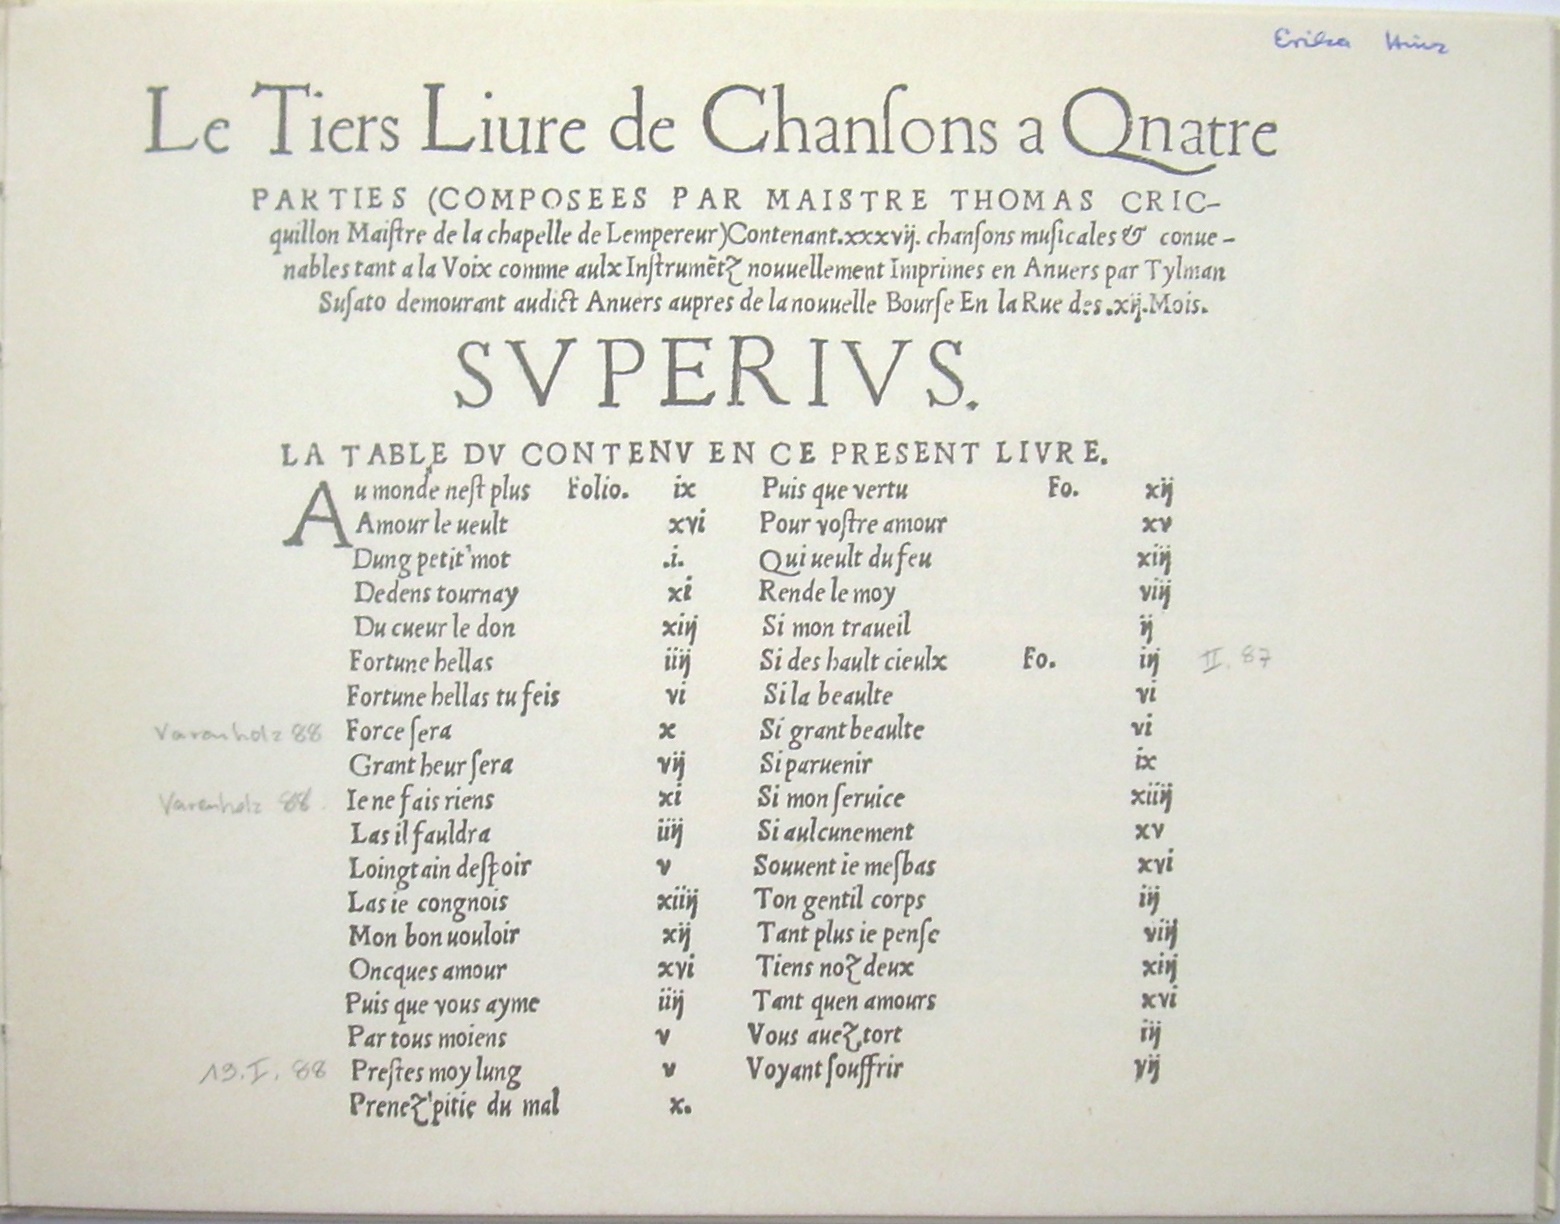 Erika Hinz
Le Tiers Liure de Chanſons a Qnatre
PARTIES (COMPOSEES PAR MAISTRE THOMAS CRIC-
quillon Maiſtre de la chapelle de Lempereur)Contenant.xxxvij. chanſons muſicales & conue-
nables tant a la Voix comme aulx Inſtrumētꝫ nouuellement Imprimes en Anuers par Tylman
Suſato demourant audict Anuers aupres de la nouuelle Bourſe En la Rue des .xij. Mois.
SVPERIVS.
LA TABLE DV CONTENV EN CE PRESENT LIVRE.
Au monde neſt plus Folio. ix
Amour le ueult xvi
Dung petit mot .i.
Dedens tournay xi
Du cueur le don xiij
Fortune hellas iiij
Fortune hellas tu feis vi
Varenholz 88 Force ſera x
Grant heur ſera vij
Varenholz 88. Ie ne fais riens xi
Las il fauldra iiij
Loingtain deſpoir v
Las ie congnois xiiij
Mon bon uouloir xij
Oncques amour xvi
Puis que vous ayme iiij
Par tous moiens v
19.I.88 Preſtes moy lung v
Preneꝫ pitie du mal x.
Puis que vertu Fo. xij
Pour voſtre amour xv
Qui ueult du feu xiij
Rende le moy viij
Si mon traueil ij
Si des hault cieulx Fo. iij II.87
Si la beaulte vi
Si grant beaulte vi
Si paruenir ix
Si mon ſeruice xiiij
Si aulcunement xv
Souuent ie meſbas xvi
Ton gentil corps iij
Tant plus ie penſe viij
Tiens noꝫ deux xiij
Tant quen amours xvi
Vous aueꝫ tort iij
Voyant ſouffrir vij